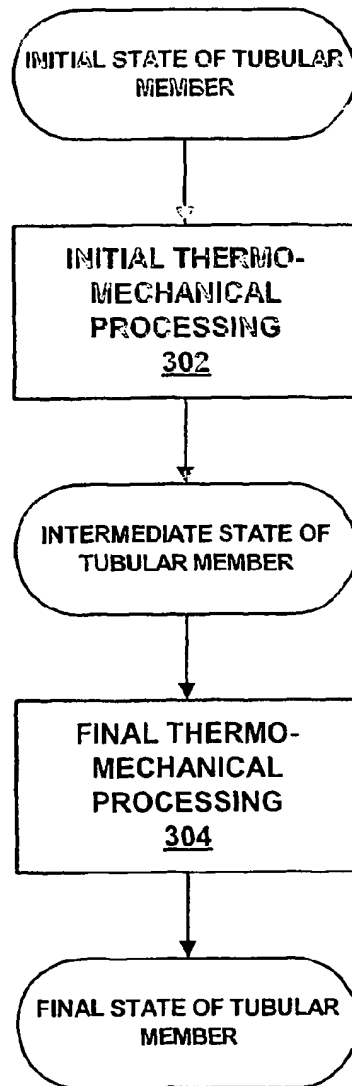 INITIAL STATE OF TUBULAR
MEMBER
INITIAL THERMO-
MECHANICAL
PROCESSING
302
INTERMEDIATE STATE OF
TUBULAR MEMBER
FINAL THERMO-
MECHANICAL
PROCESSING
304
FINAL STATE OF TUBULAR
MEMBER